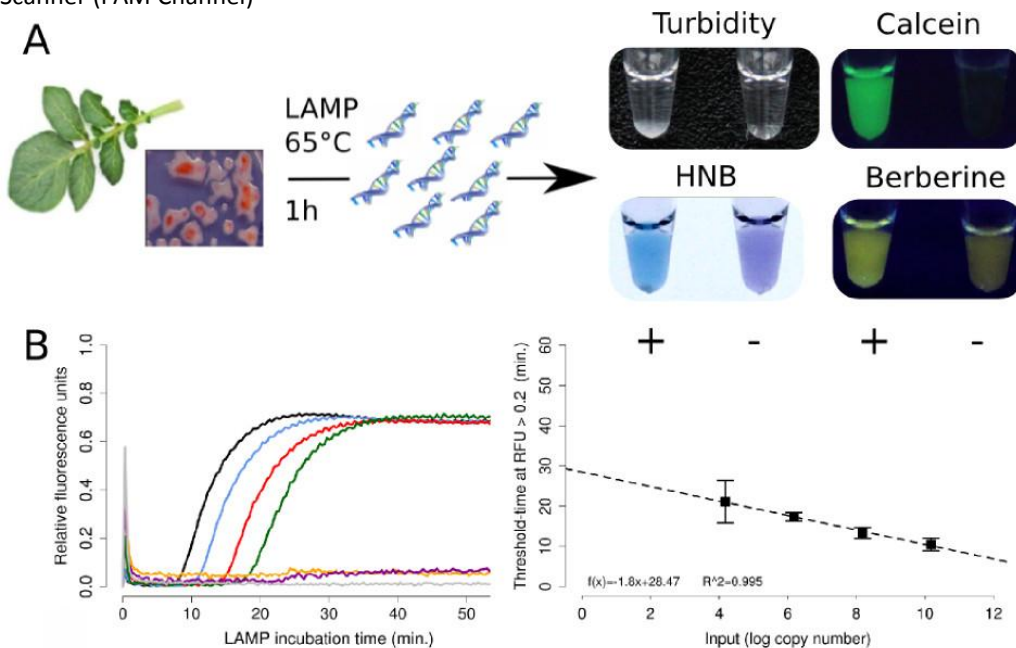 Scanner (FAM Channel)
A
LAMP
65°C
1h
Turbidity
Calcein
HNB
Berberine
+
-
+
-
B
Relative fluorescence units
1.0
0.8
0.6
0.4
0.2
0.0
0
10
20
30
40
50
LAMP incubation time (min.)
Threshold-time at RFU > 0.2 (min.)
60
50
40
30
20
10
0
f(x)=-1.8x+28.47
R^2=0.995
0
2
4
6
8
10
12
Input (log copy number)